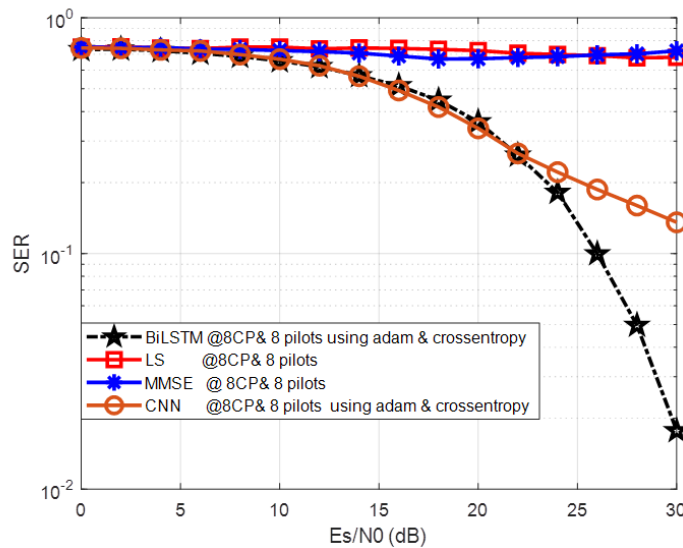 10^0
10^-1
10^-2
SER
BiLSTM @8CP& 8 pilots using adam & crossentropy
LS @8CP& 8 pilots
MMSE @ 8CP& 8 pilots
CNN @8CP& 8 pilots using adam & crossentropy
0 5 10 15 20 25 30
Es/N0 (dB)